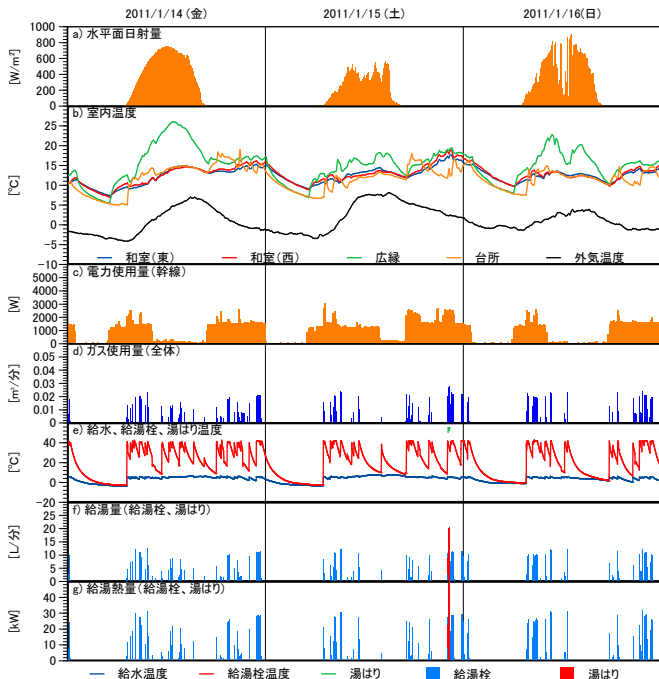 2011/1/14 (金) 2011/1/15 (土) 2011/1/16(日)
a) 水平面日射量
[W/m²]
1000
800
600
400
200
0
b) 室内温度
[℃]
25
20
15
10
5
0
-5
-10
和室(東) 和室(西) 広縁 台所 外気温度
c) 電力使用量(幹線)
[W]
5000
4000
3000
2000
1000
0
d) ガス使用量(全体)
[m³/分]
0.05
0.04
0.03
0.02
0.01
0
e) 給水、給湯栓、湯はり温度
[℃]
40
20
0
-20
f) 給湯量(給湯栓、湯はり)
[L/分]
25
20
15
10
5
0
g) 給湯熱量(給湯栓、湯はり)
[kW]
40
30
20
10
0
給水温度 給湯栓温度 湯はり 給湯栓 湯はり